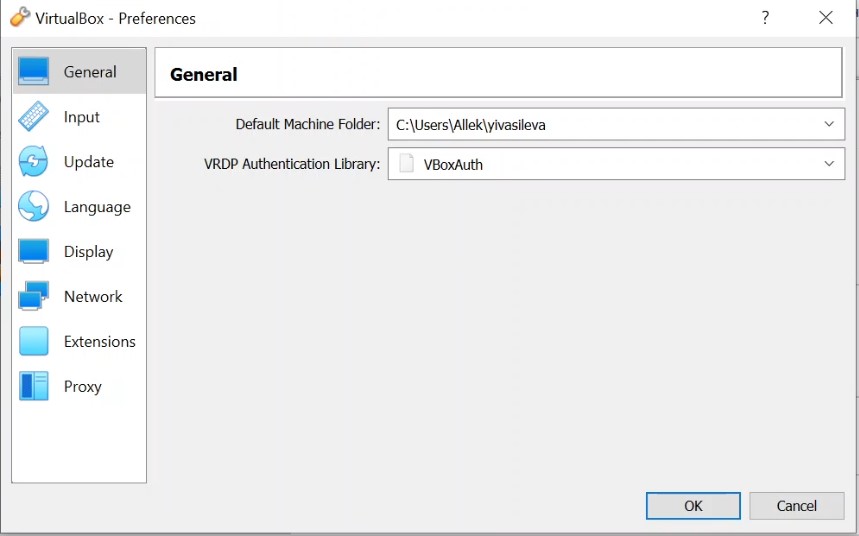 VirtualBox - Preferences
?
General
Input
Update
Language
Display
Network
Extensions
Proxy
General
Default Machine Folder: C:\Users\Allek\yivasileva
VRDP Authentication Library: VBoxAuth
OK Cancel